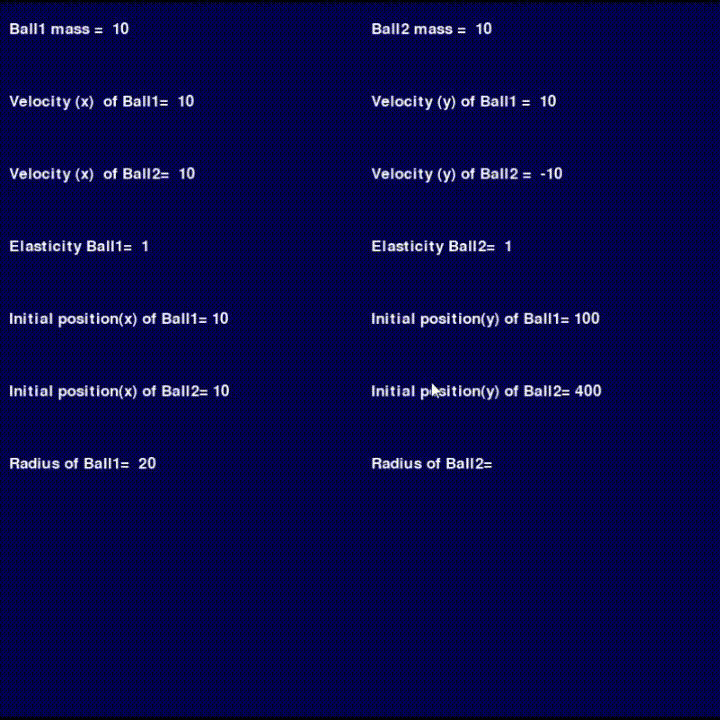 Ball1 mass =  10    Ball2 mass =  10
Velocity (x)  of Ball1=  10    Velocity (y) of Ball1 =  10
Velocity (x)  of Ball2=  10    Velocity (y) of Ball2 =  -10
Elasticity Ball1=  1    Elasticity Ball2=  1
Initial position(x) of Ball1= 10    Initial position(y) of Ball1= 100
Initial position(x) of Ball2= 10    Initial position(y) of Ball2= 400
Radius of Ball1=  20    Radius of Ball2=